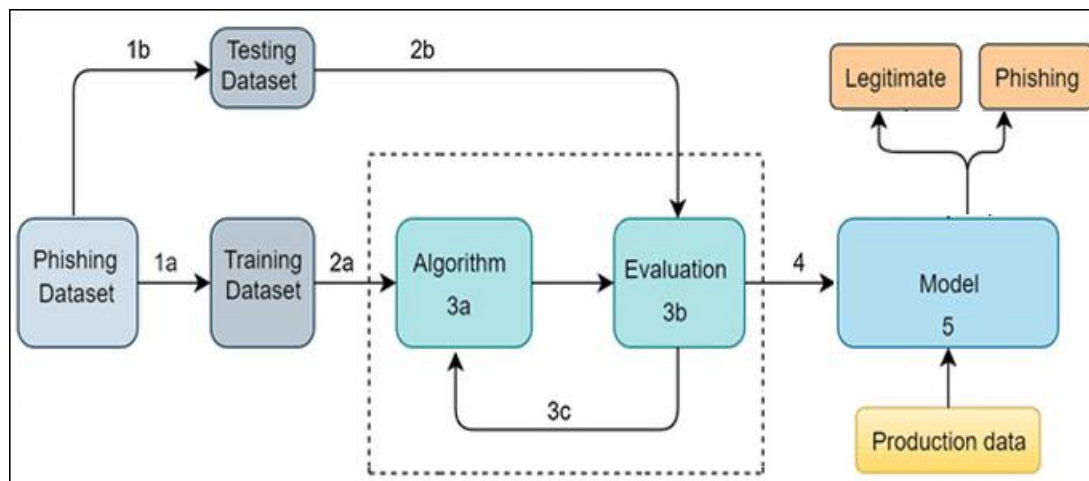 1b
Testing
Dataset
2b
Legitimate
Phishing
Phishing
Dataset
1a
Training
Dataset
2a
Algorithm
3a
Evaluation
3b
4
Model
5
3c
Production data